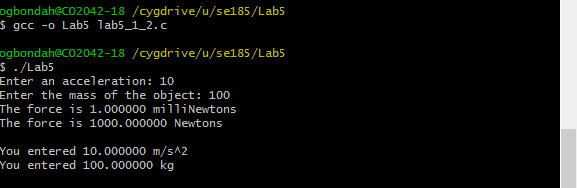 ogbondah@CO2042-18 /cygdrive/u/se185/Lab5
$ gcc -o Lab5 lab5_1_2.c
ogbondah@CO2042-18 /cygdrive/u/se185/Lab5
$ ./Lab5
Enter an acceleration: 10
Enter the mass of the object: 100
The force is 1.000000 milliNewtons
The force is 1000.000000 Newtons
You entered 10.000000 m/s^2
You entered 100.000000 kg